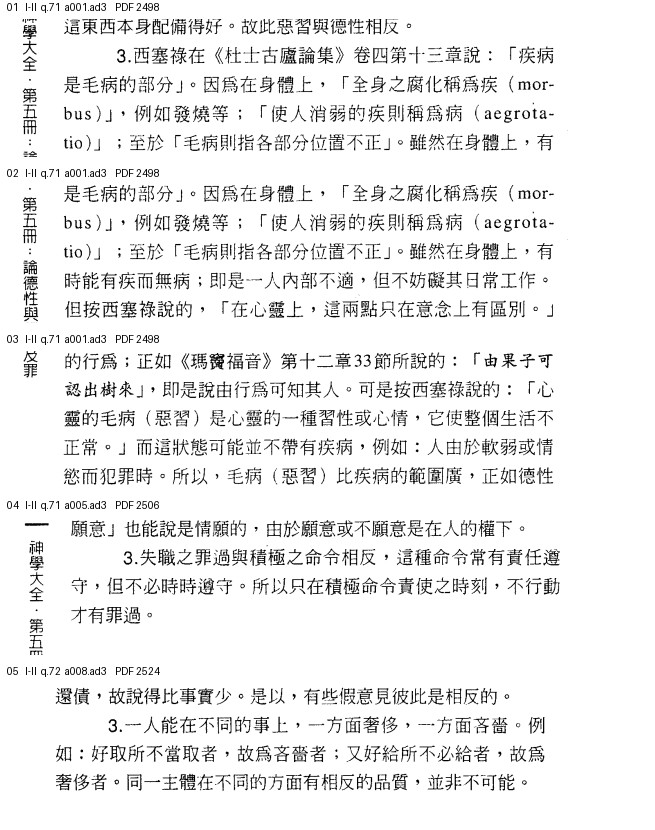 01 I-II q.71 a001.ad3 PDF 2498
這東西本身配備得好。故此惡習與德性相反。
3.西塞祿在《杜士古廬論集》卷四第十三章說：「疾病
是毛病的部分」。因爲在身體上，「全身之腐化稱爲疾（mor-
bus）」，例如發燒等；「使人消弱的疾則稱爲病（aegrota-
tio）」；至於「毛病則指各部分位置不正」。雖然在身體上，有
學大全．第五冊：論
02 I-II q.71 a001.ad3 PDF 2498
是毛病的部分」。因爲在身體上，「全身之腐化稱爲疾（mor-
bus）」，例如發燒等；「使人消弱的疾則稱爲病（aegrota-
tio）」；至於「毛病則指各部分位置不正」。雖然在身體上，有
時能有疾而無病；即是一人內部不適，但不妨礙其日常工作。
但按西塞祿說的，「在心靈上，這兩點只在意念上有區別。」
．第五冊：論德性與
03 I-II q.71 a001.ad3 PDF 2498
的行爲；正如《瑪竇福音》第十二章33節所說的：「由果子可
認出樹來」，即是說由行爲可知其人。可是按西塞祿說的：「心
靈的毛病（惡習）是心靈的一種習性或心情，它使整個生活不
正常。」而這狀態可能並不帶有疾病，例如：人由於軟弱或情
慾而犯罪時。所以，毛病（惡習）比疾病的範圍廣，正如德性
及罪
04 I-II q.71 a005.ad3 PDF 2506
願意」也能說是情願的，由於願意或不願意是在人的權下。
3.失職之罪過與積極之命令相反，這種命令常有責任遵
守，但不必時時遵守。所以只在積極命令責使之時刻，不行動
才有罪過。
神學大全．第五
05 I-II q.72 a008.ad3 PDF 2524
還債，故說得比事實少。是以，有些假意見彼此是相反的。
3.一人能在不同的事上，一方面奢侈，一方面吝嗇。例
如：好取所不當取者，故爲吝嗇者；又好給所不必給者，故爲
奢侈者。同一主體在不同的方面有相反的品質，並非不可能。